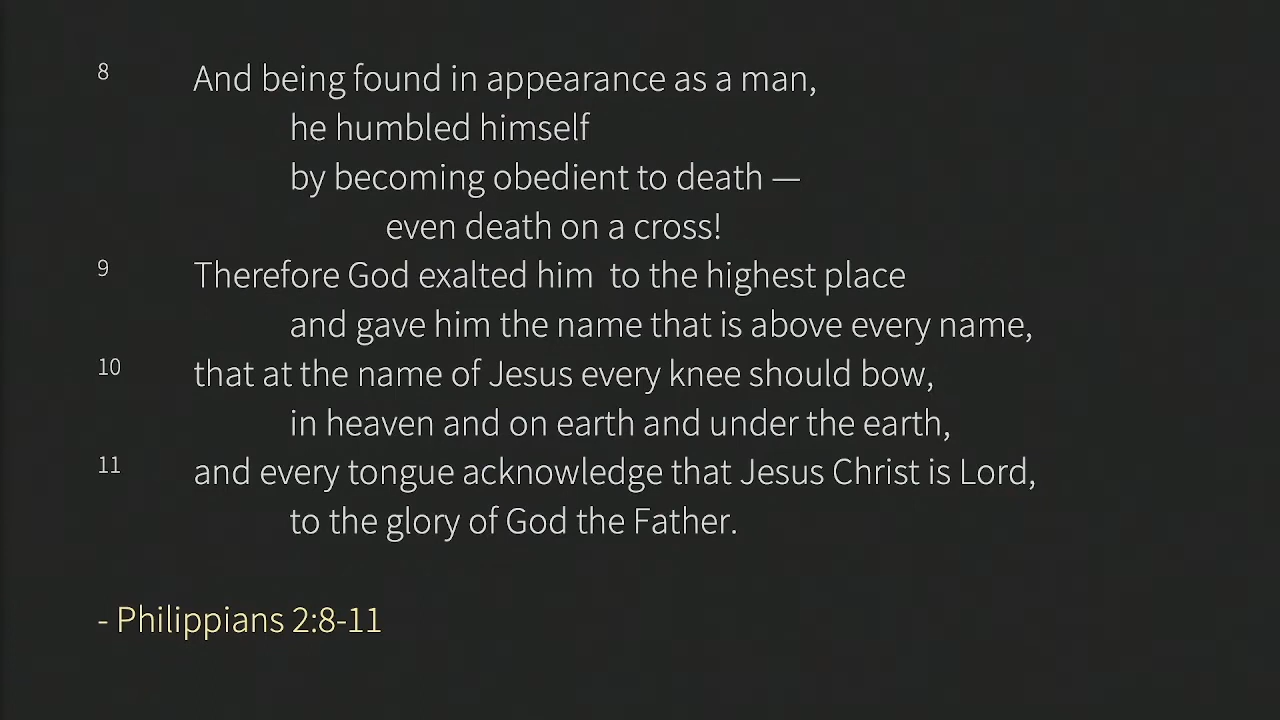 8 And being found in appearance as a man,
he humbled himself
by becoming obedient to death —
even death on a cross!
9 Therefore God exalted him  to the highest place
and gave him the name that is above every name,
10 that at the name of Jesus every knee should bow,
in heaven and on earth and under the earth,
11 and every tongue acknowledge that Jesus Christ is Lord,
to the glory of God the Father.
- Philippians 2:8-11